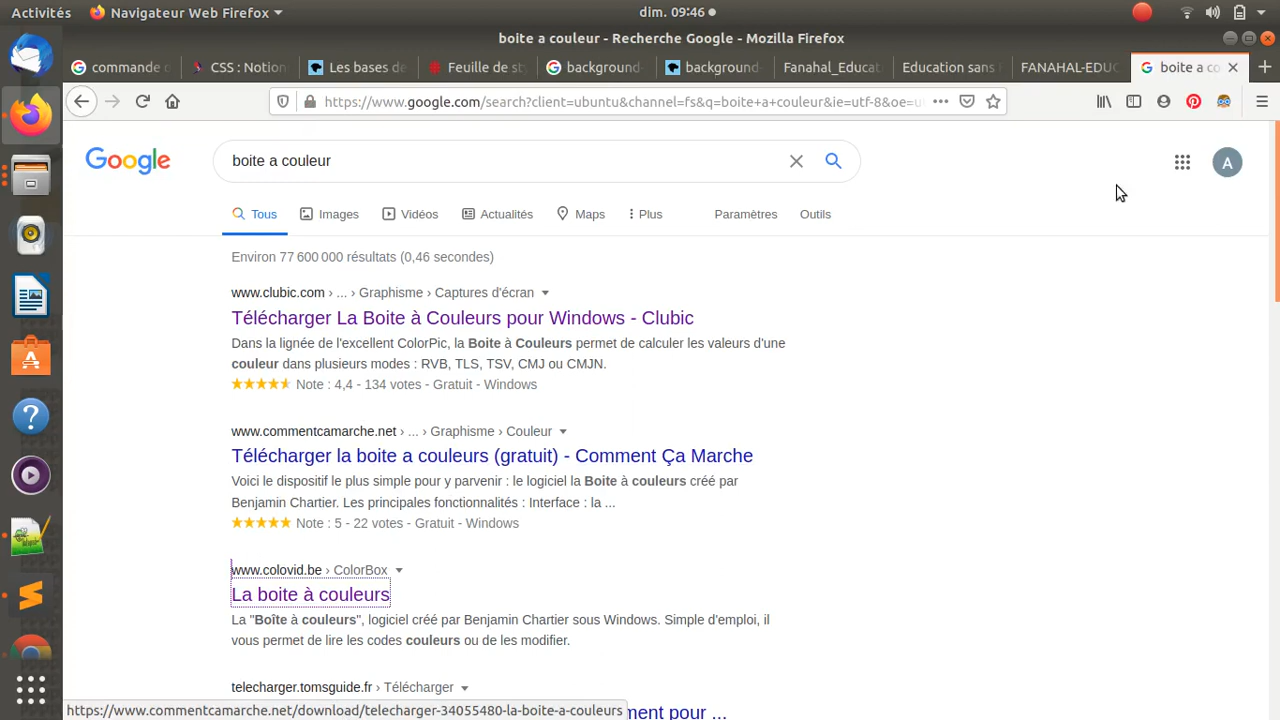 Activités
Navigateur Web Firefox
dim. 09:46
boite a couleur - Recherche Google - Mozilla Firefox
commande
CSS : Notion
Les bases de
Feuille de
background
background
Fanahal_Educat
Education sans
FANAHAL-EDUC
boite a co
https://www.google.com/search?client=ubuntu&channel=fs&q=boite+a+couleur&ie=utf-8&oe=u
Google
boite a couleur
A
Tous
Images
Vidéos
Actualités
Maps
Plus
Paramètres
Outils
Environ 77 600 000 résultats (0,46 secondes)
www.clubic.com › ... › Graphisme › Captures d'écran
Télécharger La Boite à Couleurs pour Windows - Clubic
Dans la lignée de l'excellent ColorPic, la Boite à Couleurs permet de calculer les valeurs d'une
couleur dans plusieurs modes : RVB, TLS, TSV, CMJ ou CMJN.
Note : 4,4 - 134 votes - Gratuit - Windows
www.commentcamarche.net › ... › Graphisme › Couleur
Télécharger la boite a couleurs (gratuit) - Comment Ça Marche
Voici le dispositif le plus simple pour y parvenir : le logiciel la Boite à couleurs créé par
Benjamin Chartier. Les principales fonctionnalités : Interface : la ...
Note : 5 - 22 votes - Gratuit - Windows
www.colovid.be › ColorBox
La boite à couleurs
La "Boîte à couleurs", logiciel créé par Benjamin Chartier sous Windows. Simple d'emploi, il
vous permet de lire les codes couleurs ou de les modifier.
telecharger.tomsguide.fr › Télécharger
ment pour ...
https://www.commentcamarche.net/download/telecharger-34055480-la-boite-a-couleurs